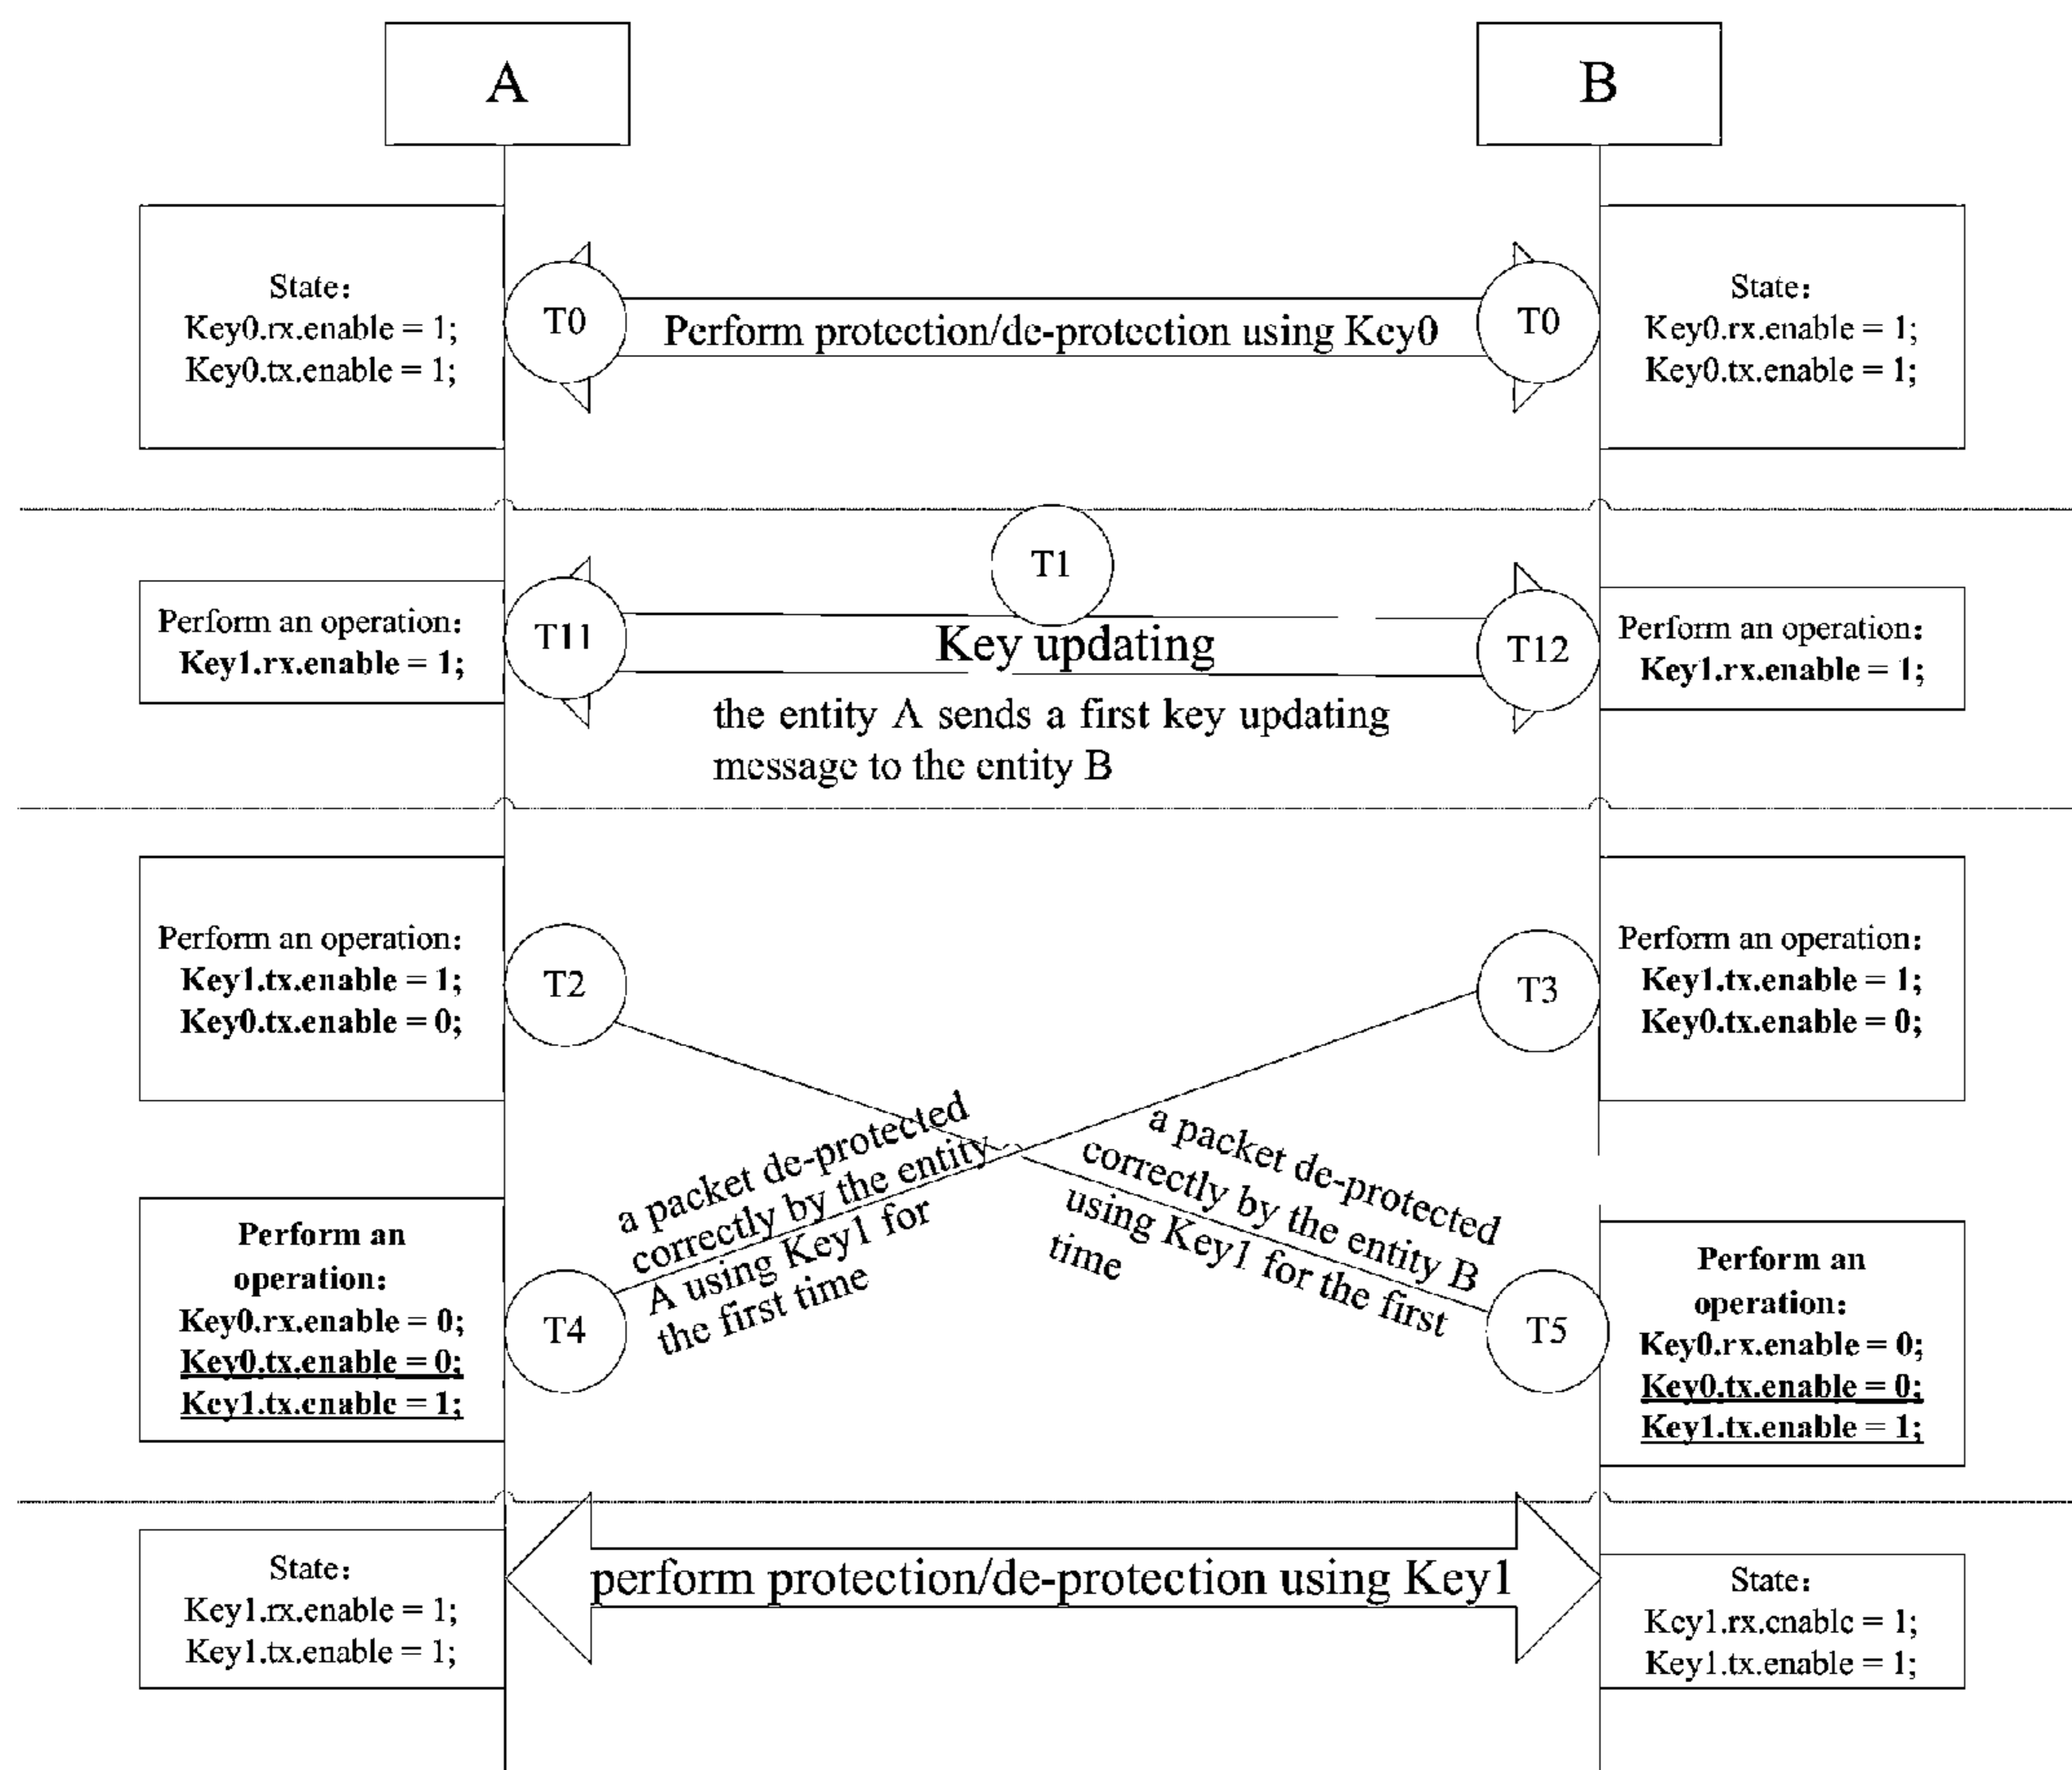 A
B
State:
Key0.rx.enable = 1;
Key0.tx.enable = 1;
T0
Perform protection/de-protection using Key0
T0
State:
Key0.rx.enable = 1;
Key0.tx.enable = 1;
T1
Perform an operation:
Key1.rx.enable = 1;
T11
Key updating
T12
Perform an operation:
Key1.rx.enable = 1;
the entity A sends a first key updating
message to the entity B
Perform an operation:
Key1.tx.enable = 1;
Key0.tx.enable = 0;
T2
T3
Perform an operation:
Key1.tx.enable = 1;
Key0.tx.enable = 0;
a packet de-protected
correctly by the entity
A using Key1 for
the first time
a packet de-protected
correctly by the entity B
using Key1 for the first
time
Perform an
operation:
Key0.rx.enable = 0;
Key0.tx.enable = 0;
Key1.tx.enable = 1;
T4
T5
Perform an
operation:
Key0.rx.enable = 0;
Key0.tx.enable = 0;
Key1.tx.enable = 1;
State:
Key1.rx.enable = 1;
Key1.tx.enable = 1;
perform protection/de-protection using Key1
State:
Key1.rx.enable = 1;
Key1.tx.enable = 1;